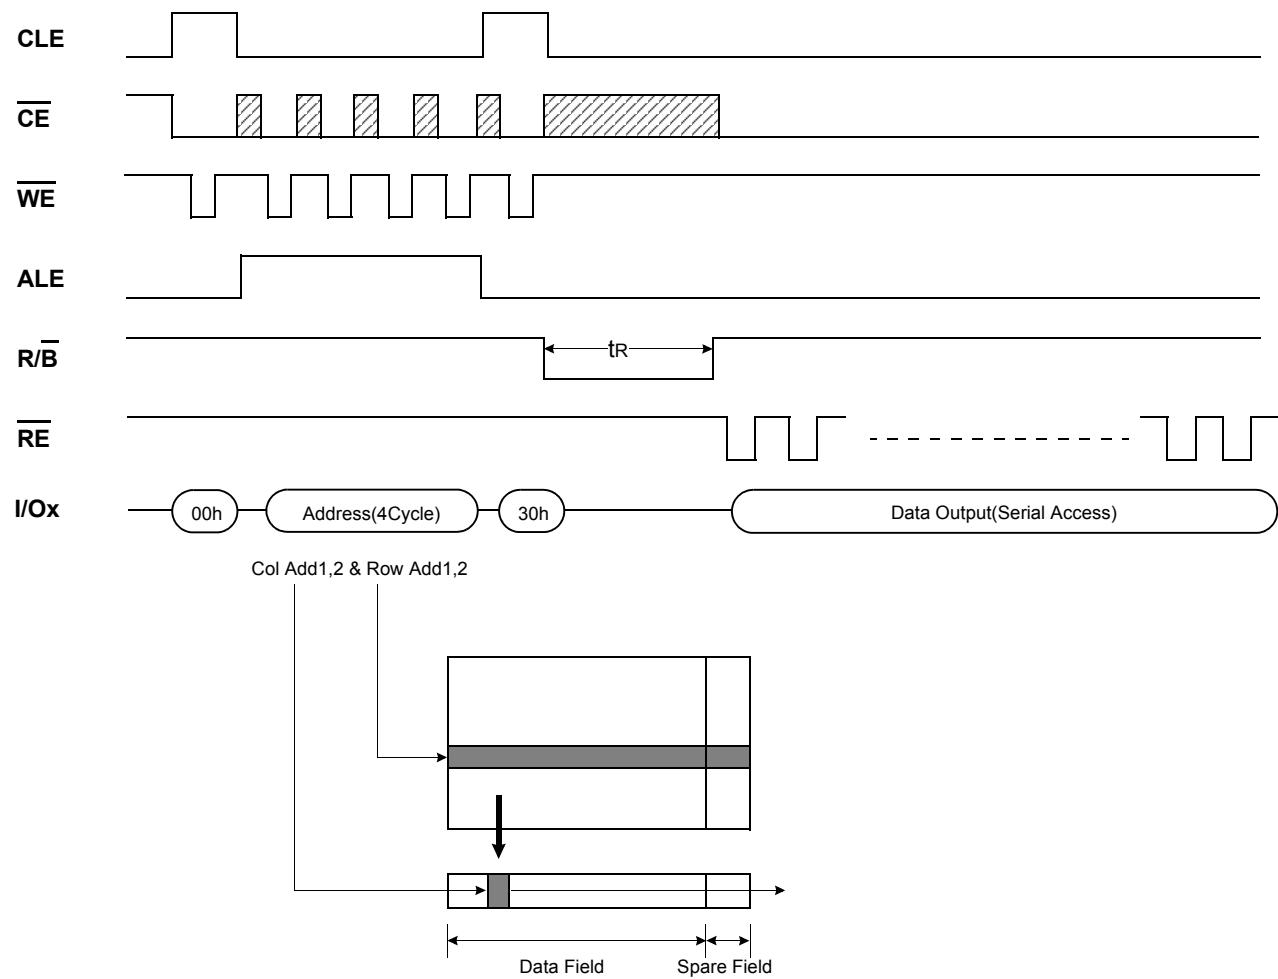 CLE
CE
WE
ALE
R/B
tR
RE
I/Ox
00h
Address(4Cycle)
30h
Data Output(Serial Access)
Col Add1,2 & Row Add1,2
Data Field
Spare Field